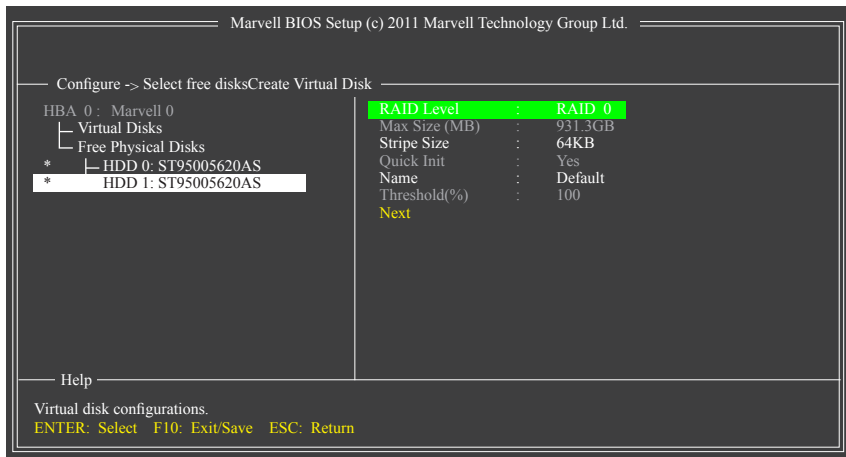 Marvell BIOS Setup (c) 2011 Marvell Technology Group Ltd.
Configure -> Select free disksCreate Virtual Disk
HBA 0 : Marvell 0
Virtual Disks
Free Physical Disks
* HDD 0: ST95005620AS
* HDD 1: ST95005620AS
RAID Level : RAID 0
Max Size (MB) : 931.3GB
Stripe Size : 64KB
Quick Init : Yes
Name : Default
Threshold(%) : 100
Next
Help
Virtual disk configurations.
ENTER: Select F10: Exit/Save ESC: Return